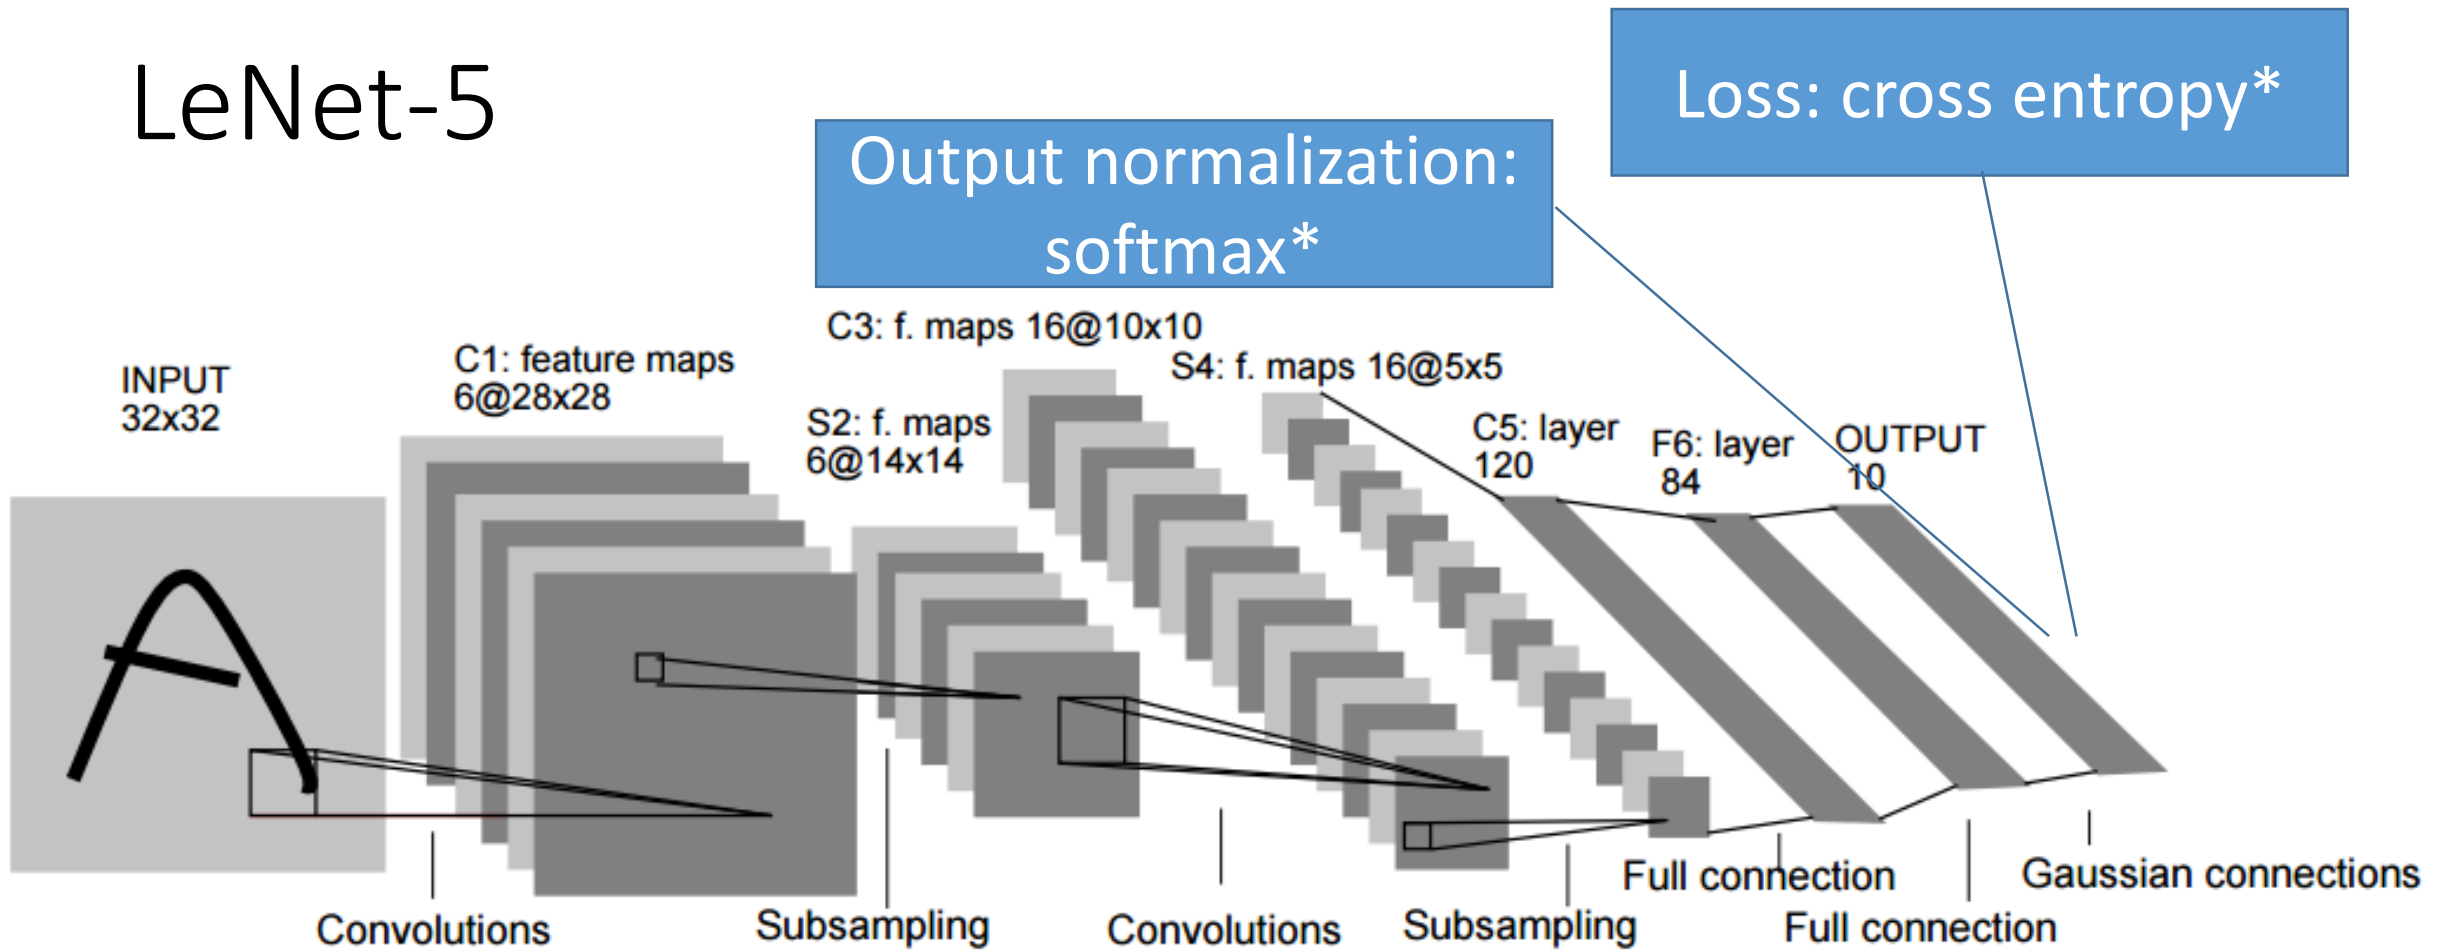 LeNet-5
Loss: cross entropy*
Output normalization:
softmax*
INPUT
32x32
C1: feature maps
6@28x28
S2: f. maps
6@14x14
C3: f. maps 16@10x10
S4: f. maps 16@5x5
C5: layer
120
F6: layer
84
OUTPUT
10
A
Convolutions
Subsampling
Convolutions
Subsampling
Full connection
Full connection
Gaussian connections